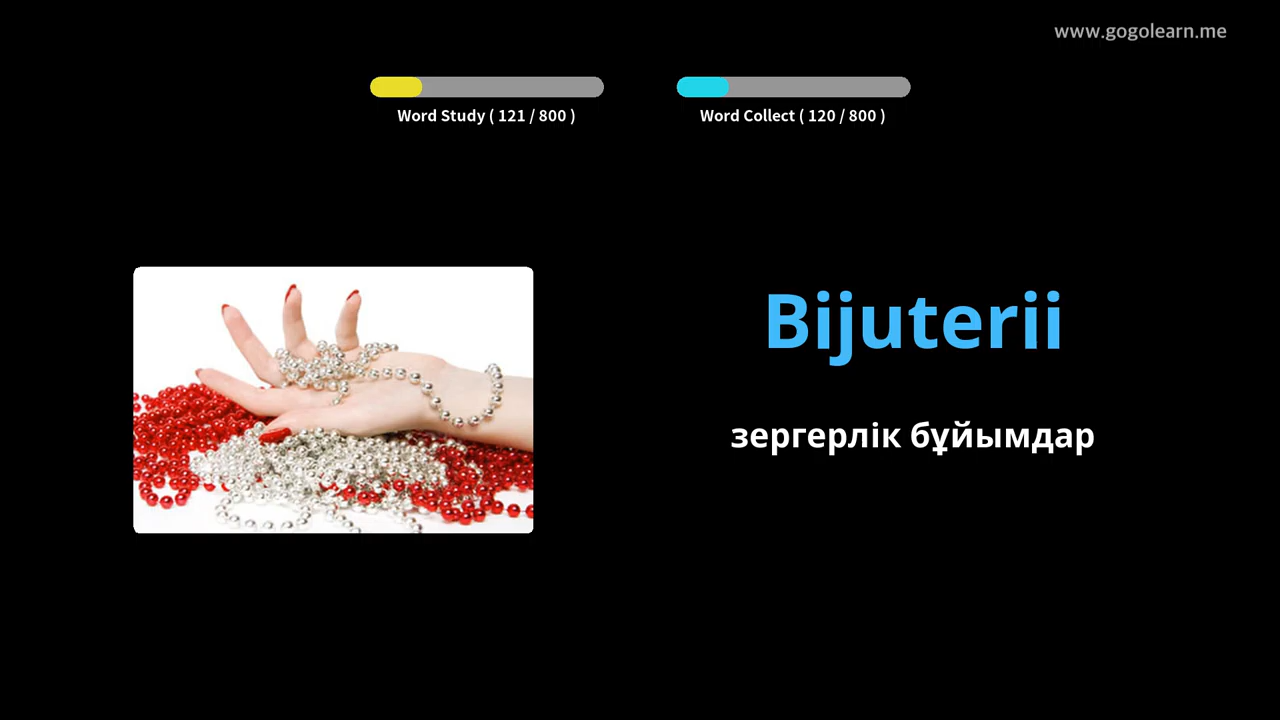 www.gogolearn.me
Word Study ( 121 / 800 )
Word Collect ( 120 / 800 )
Bijuterii
зергерлік бұйымдар